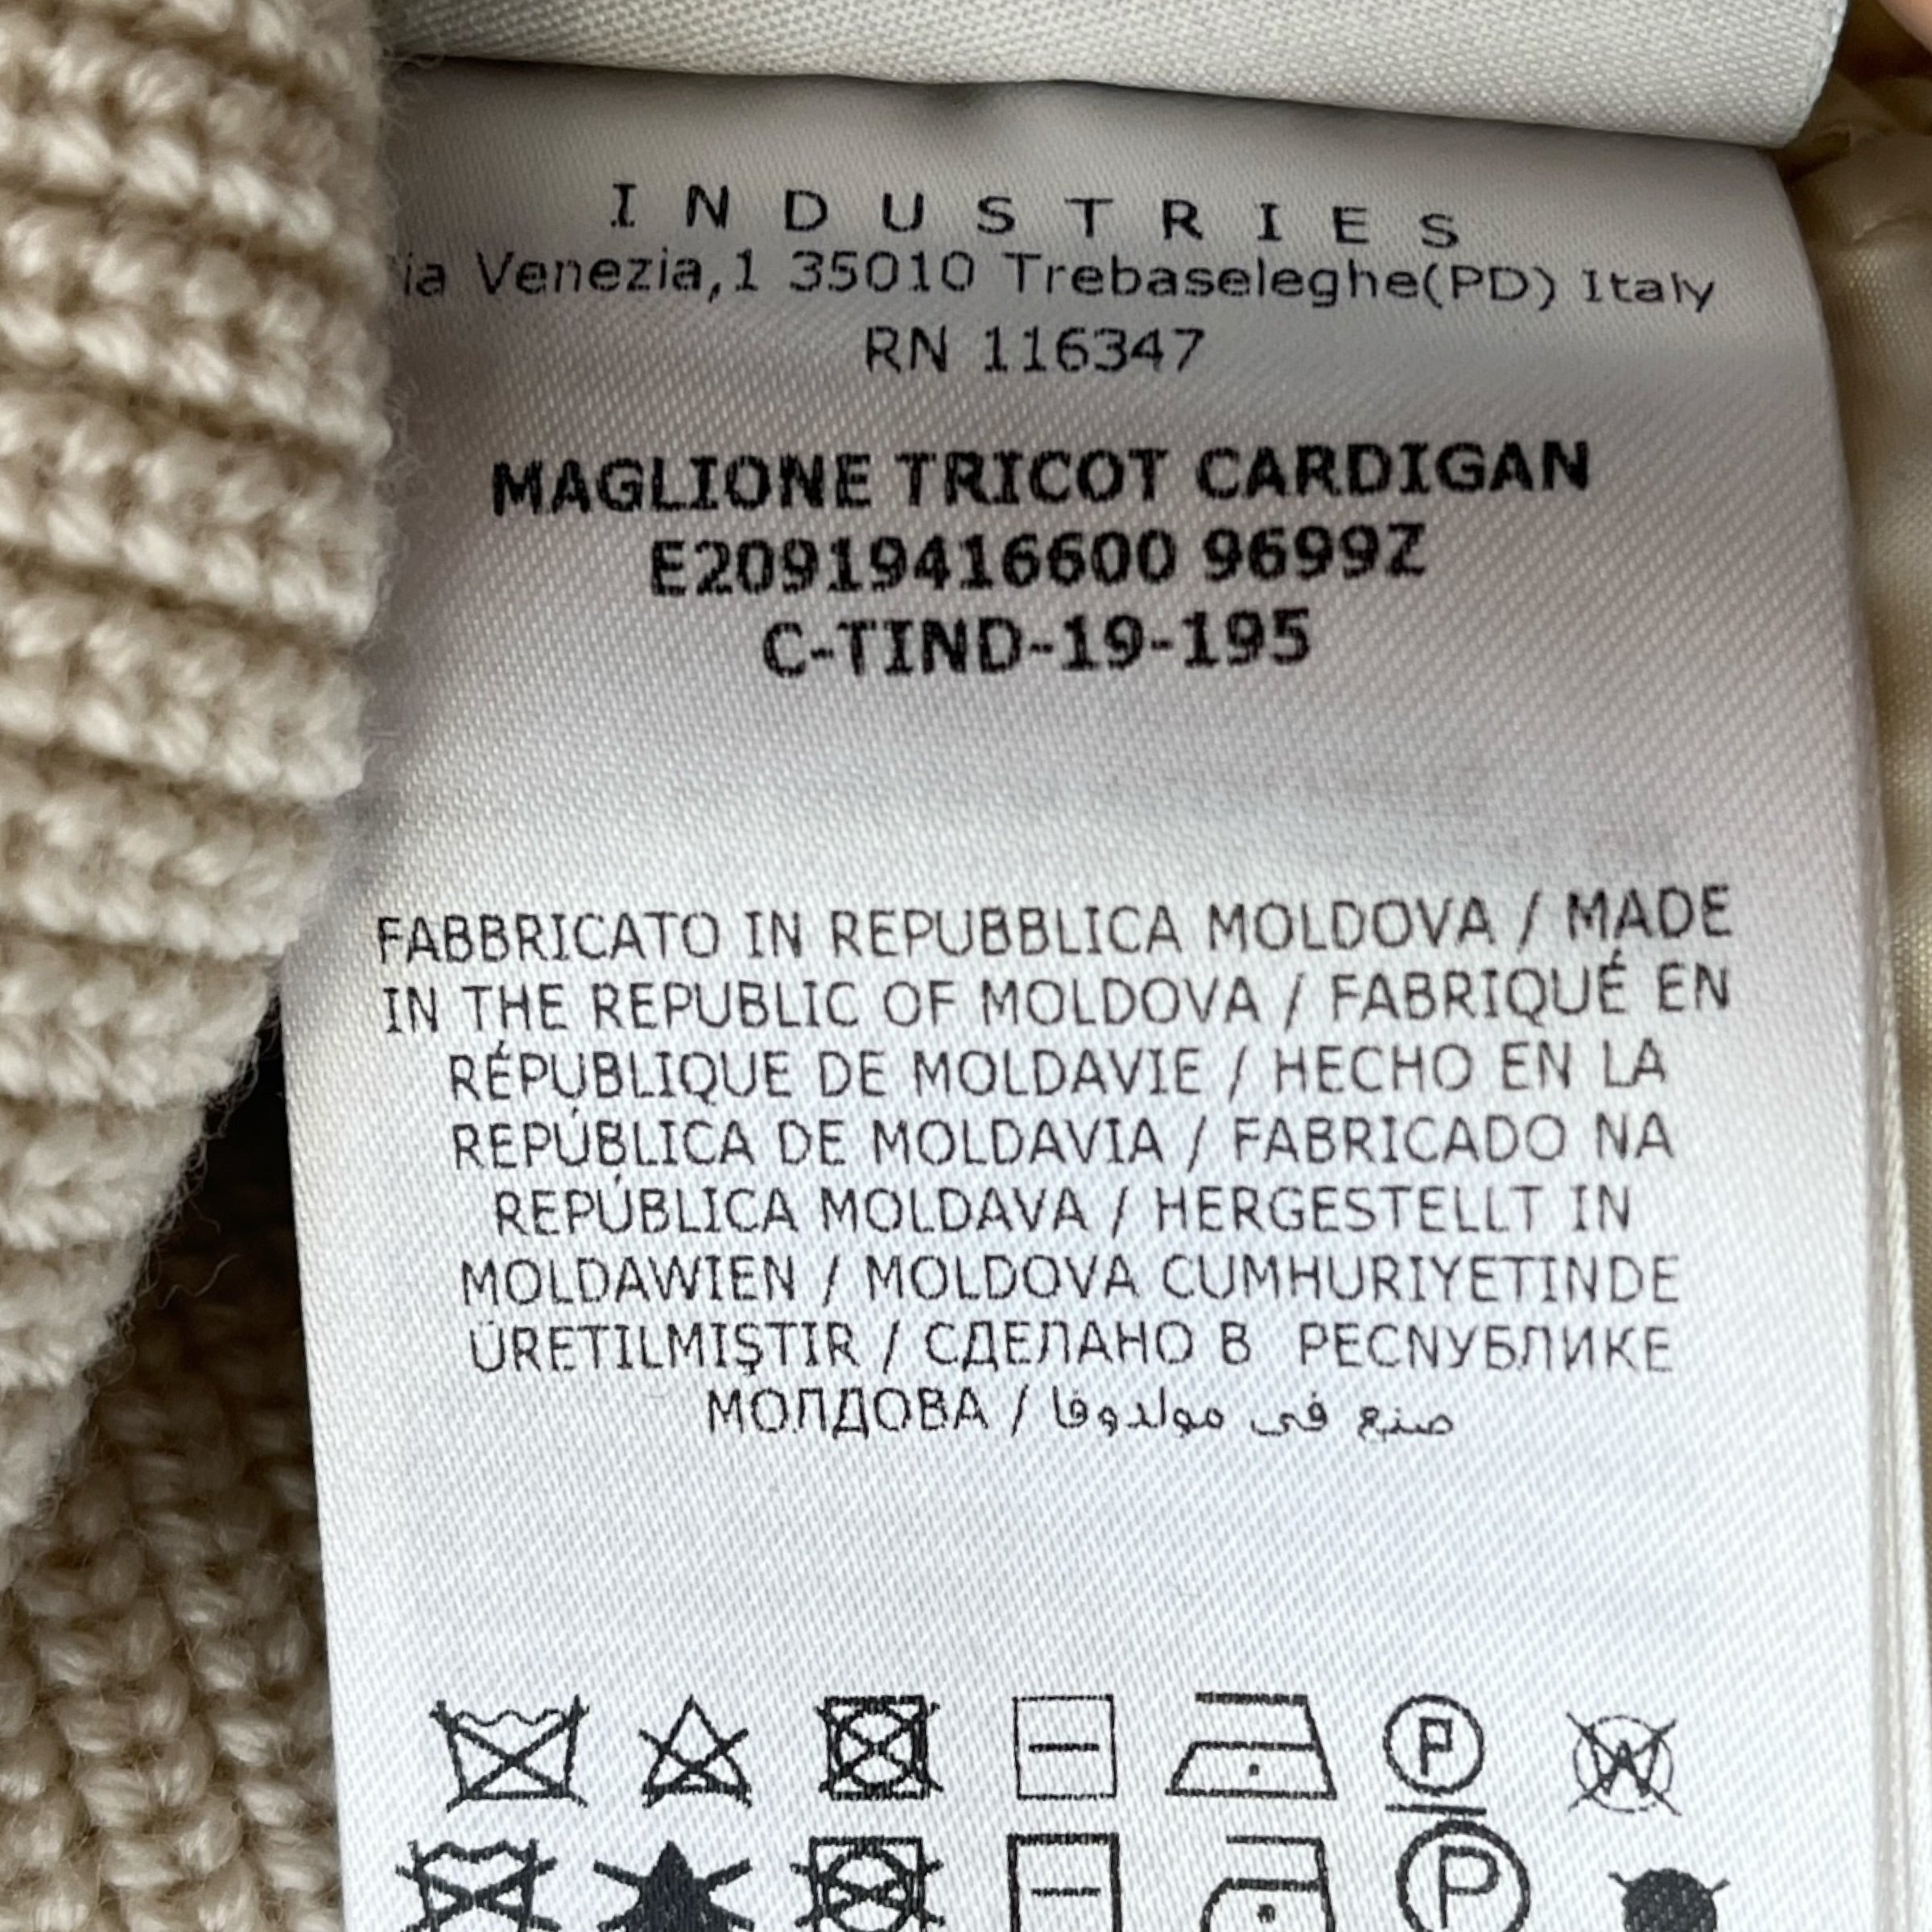 INDUSTRIES
ia Venezia,1 35010 Trebaseleghe(PD) Italy
RN 116347
MAGLIONE TRICOT CARDIGAN
E20919416600 9699Z
C-TIND-19-195
FABBRICATO IN REPUBBLICA MOLDOVA / MADE
IN THE REPUBLIC OF MOLDOVA / FABRIQUÉ EN
RÉPUBLIQUE DE MOLDAVIE / HECHO EN LA
REPÚBLICA DE MOLDAVIA / FABRICADO NA
REPÚBLICA MOLDAVA / HERGESTELLT IN
MOLDAWIEN / MOLDOVA CUMHURIYETINDE
ÜRETILMIŞTIR / СДЕЛАНО В РЕСNУБЛИКЕ
МОЛДОВА / صنع في مولدوفا
P W
P